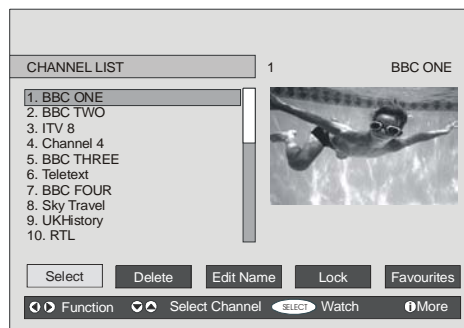 CHANNEL LIST 1 BBC ONE
1. BBC ONE
2. BBC TWO
3. ITV 8
4. Channel 4
5. BBC THREE
6. Teletext
7. BBC FOUR
8. Sky Travel
9. UKHistory
10. RTL
Select Delete Edit Name Lock Favourites
Function Select Channel SELECT Watch i More